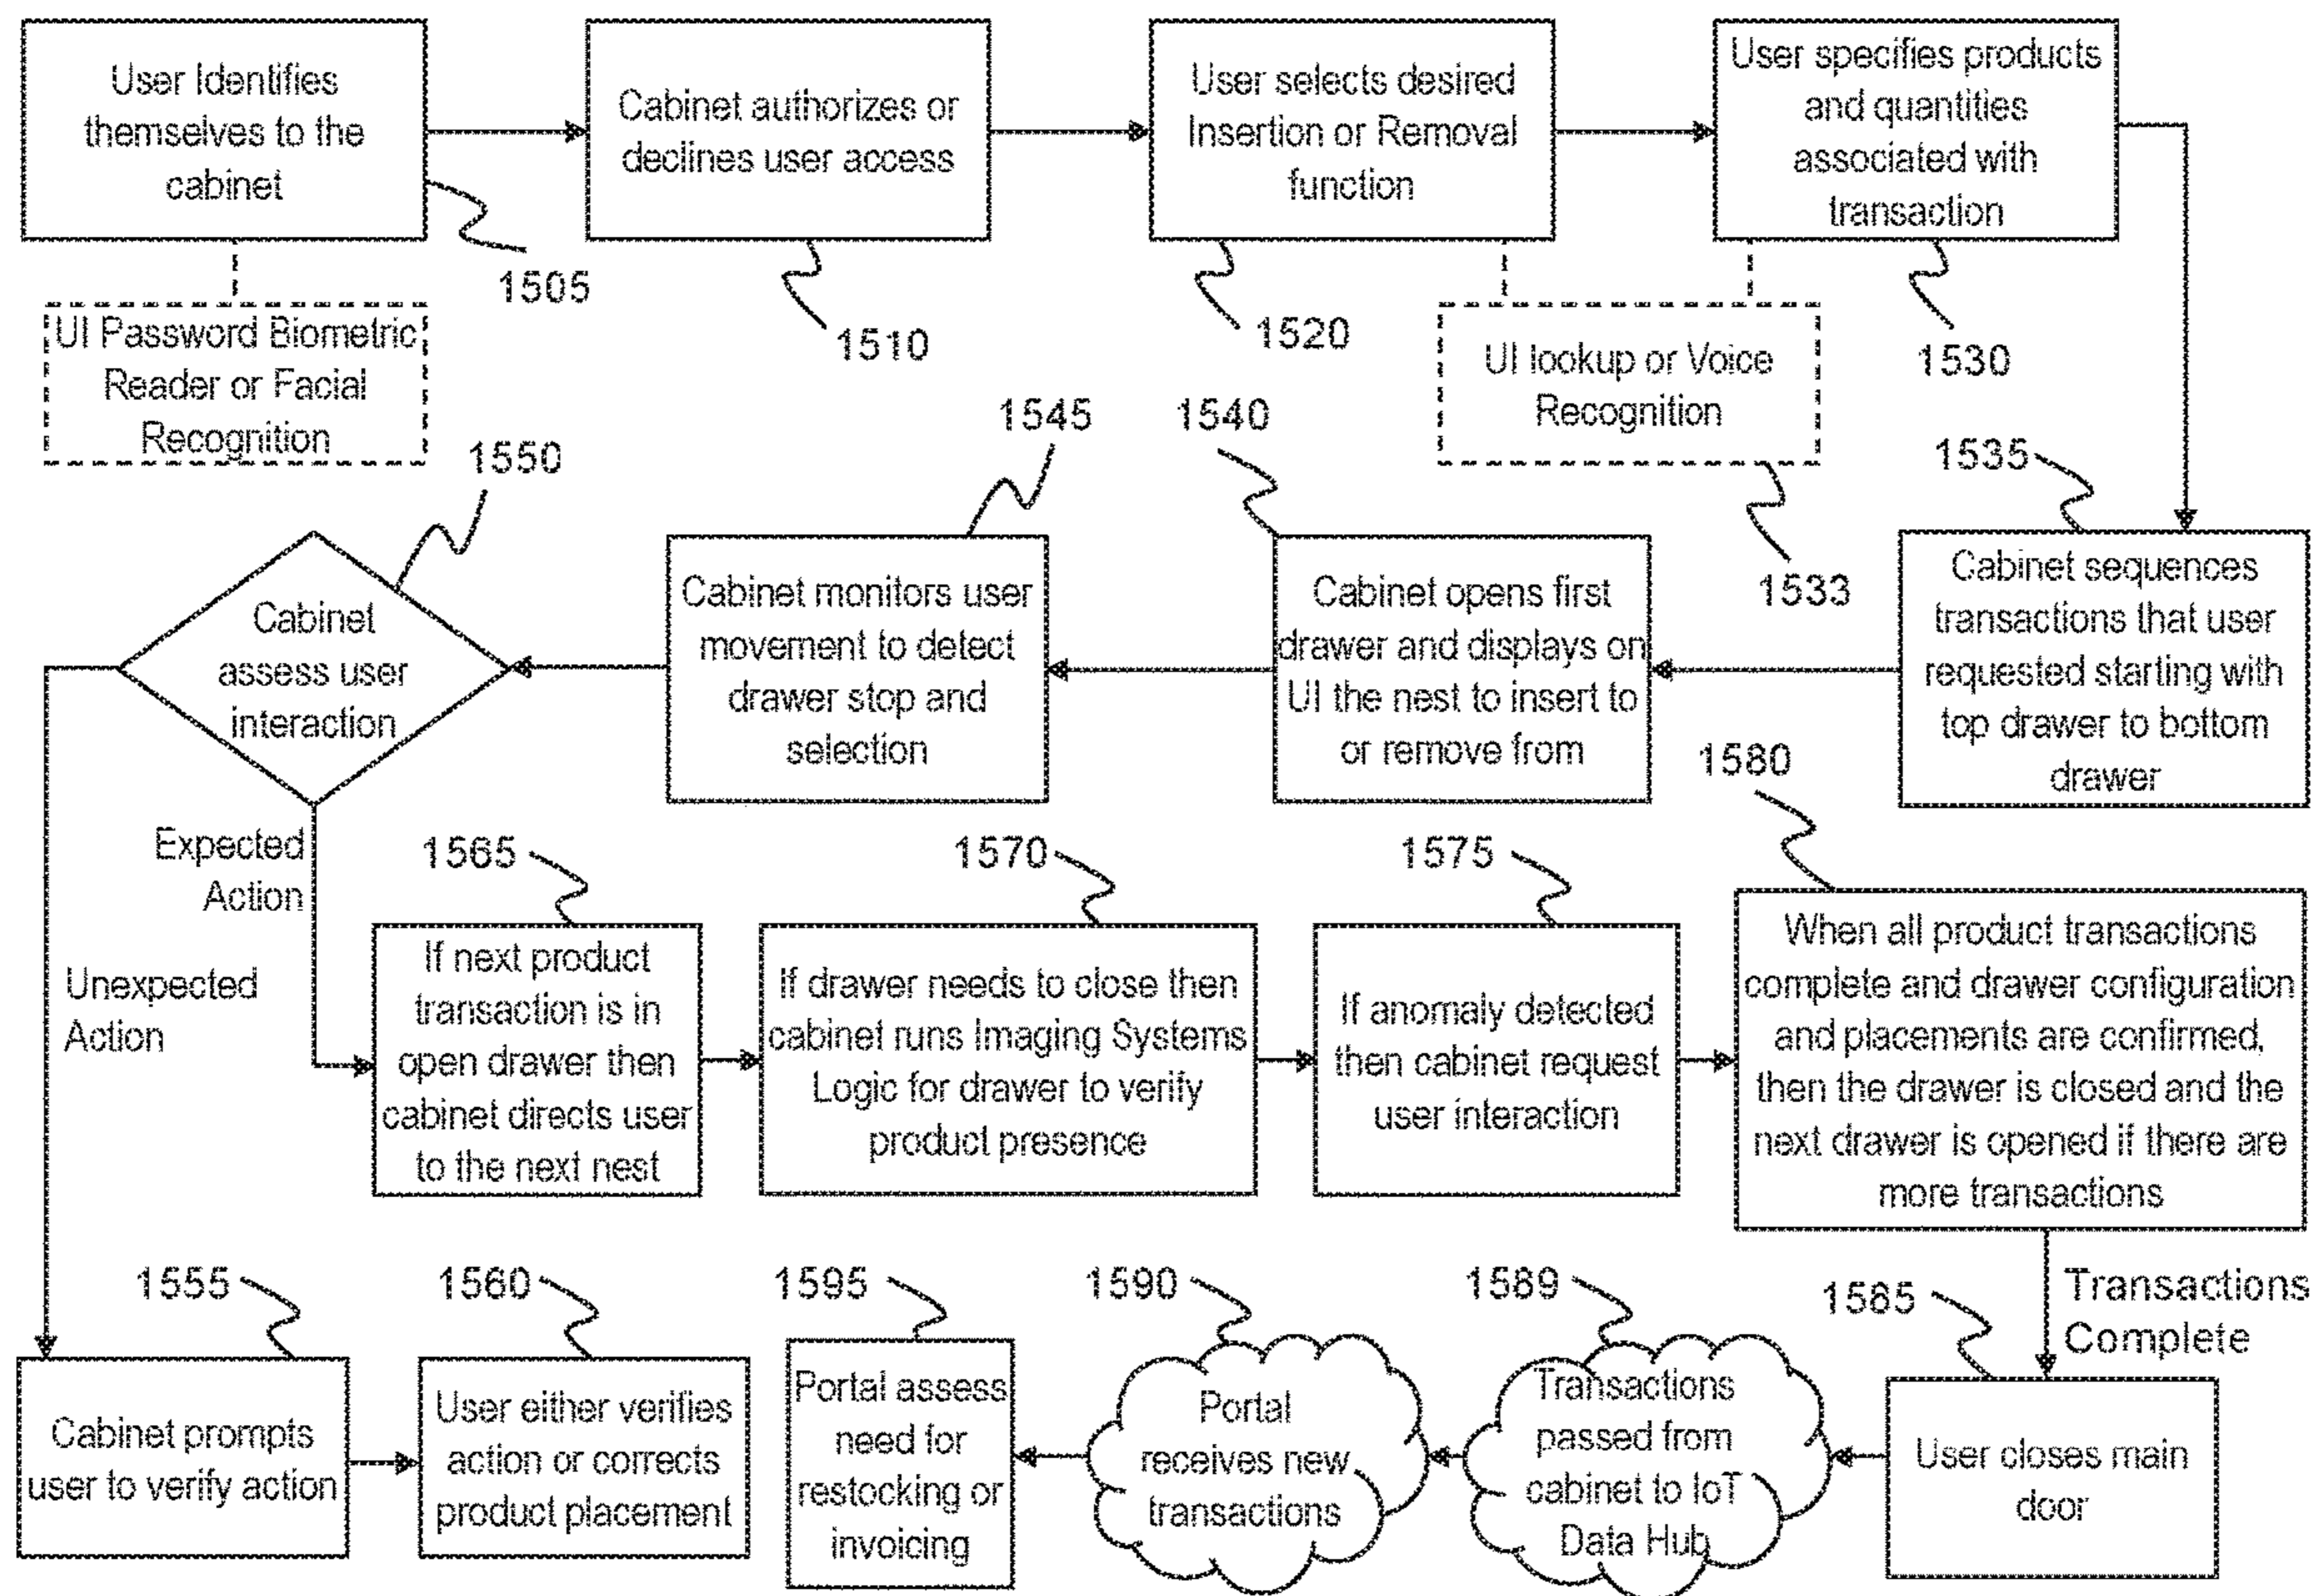 User Identifies
themselves to the
cabinet
1505
UI Password Biometric
Reader or Facial
Recognition
Cabinet authorizes or
declines user access
1510
User selects desired
Insertion or Removal
function
1520
User specifies products
and quantities
associated with
transaction
1530
UI lookup or Voice
Recognition
1533
1535
Cabinet sequences
transactions that user
requested starting with
top drawer to bottom
drawer
1540
Cabinet opens first
drawer and displays on
UI the nest to insert to
or remove from
1545
Cabinet monitors user
movement to detect
drawer stop and
selection
1550
Cabinet
assess user
interaction
Expected
Action
Unexpected
Action
1565
If next product
transaction is in
open drawer then
cabinet directs user
to the next nest
1570
If drawer needs to close then
cabinet runs Imaging Systems
Logic for drawer to verify
product presence
1575
If anomaly detected
then cabinet request
user interaction
1580
When all product transactions
complete and drawer configuration
and placements are confirmed,
then the drawer is closed and the
next drawer is opened if there are
more transactions
Transactions
Complete
1555
Cabinet prompts
user to verify action
1560
User either verifies
action or corrects
product placement
1595
Portal assess
need for
restocking or
invoicing
1590
Portal
receives new
transactions
1589
Transactions
passed from
cabinet to IoT
Data Hub
1585
User closes main
door